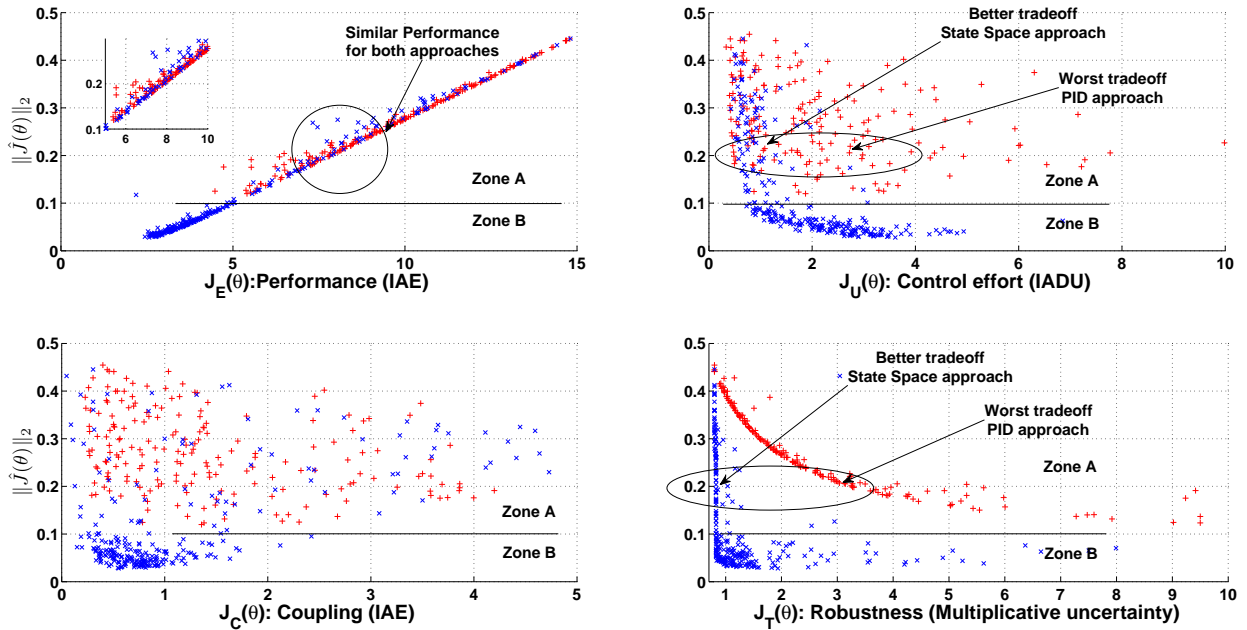 0.5
0.4
0.3
0.2
0.1
0
‖Ĵ(θ)‖₂
0.2
0.1
6 8 10
Similar Performance
for both approaches
Zone A
Zone B
0 5 10 15
J_E(θ):Performance (IAE)
0.5
0.4
0.3
0.2
0.1
0
Better tradeoff
State Space approach
Worst tradeoff
PID approach
Zone A
Zone B
0 2 4 6 8 10
J_U(θ): Control effort (IADU)
0.5
0.4
0.3
0.2
0.1
0
‖Ĵ(θ)‖₂
Zone A
Zone B
0 1 2 3 4 5
J_C(θ): Coupling (IAE)
0.5
0.4
0.3
0.2
0.1
0
Better tradeoff
State Space approach
Worst tradeoff
PID approach
Zone A
Zone B
1 2 3 4 5 6 7 8 9 10
J_T(θ): Robustness (Multiplicative uncertainty)